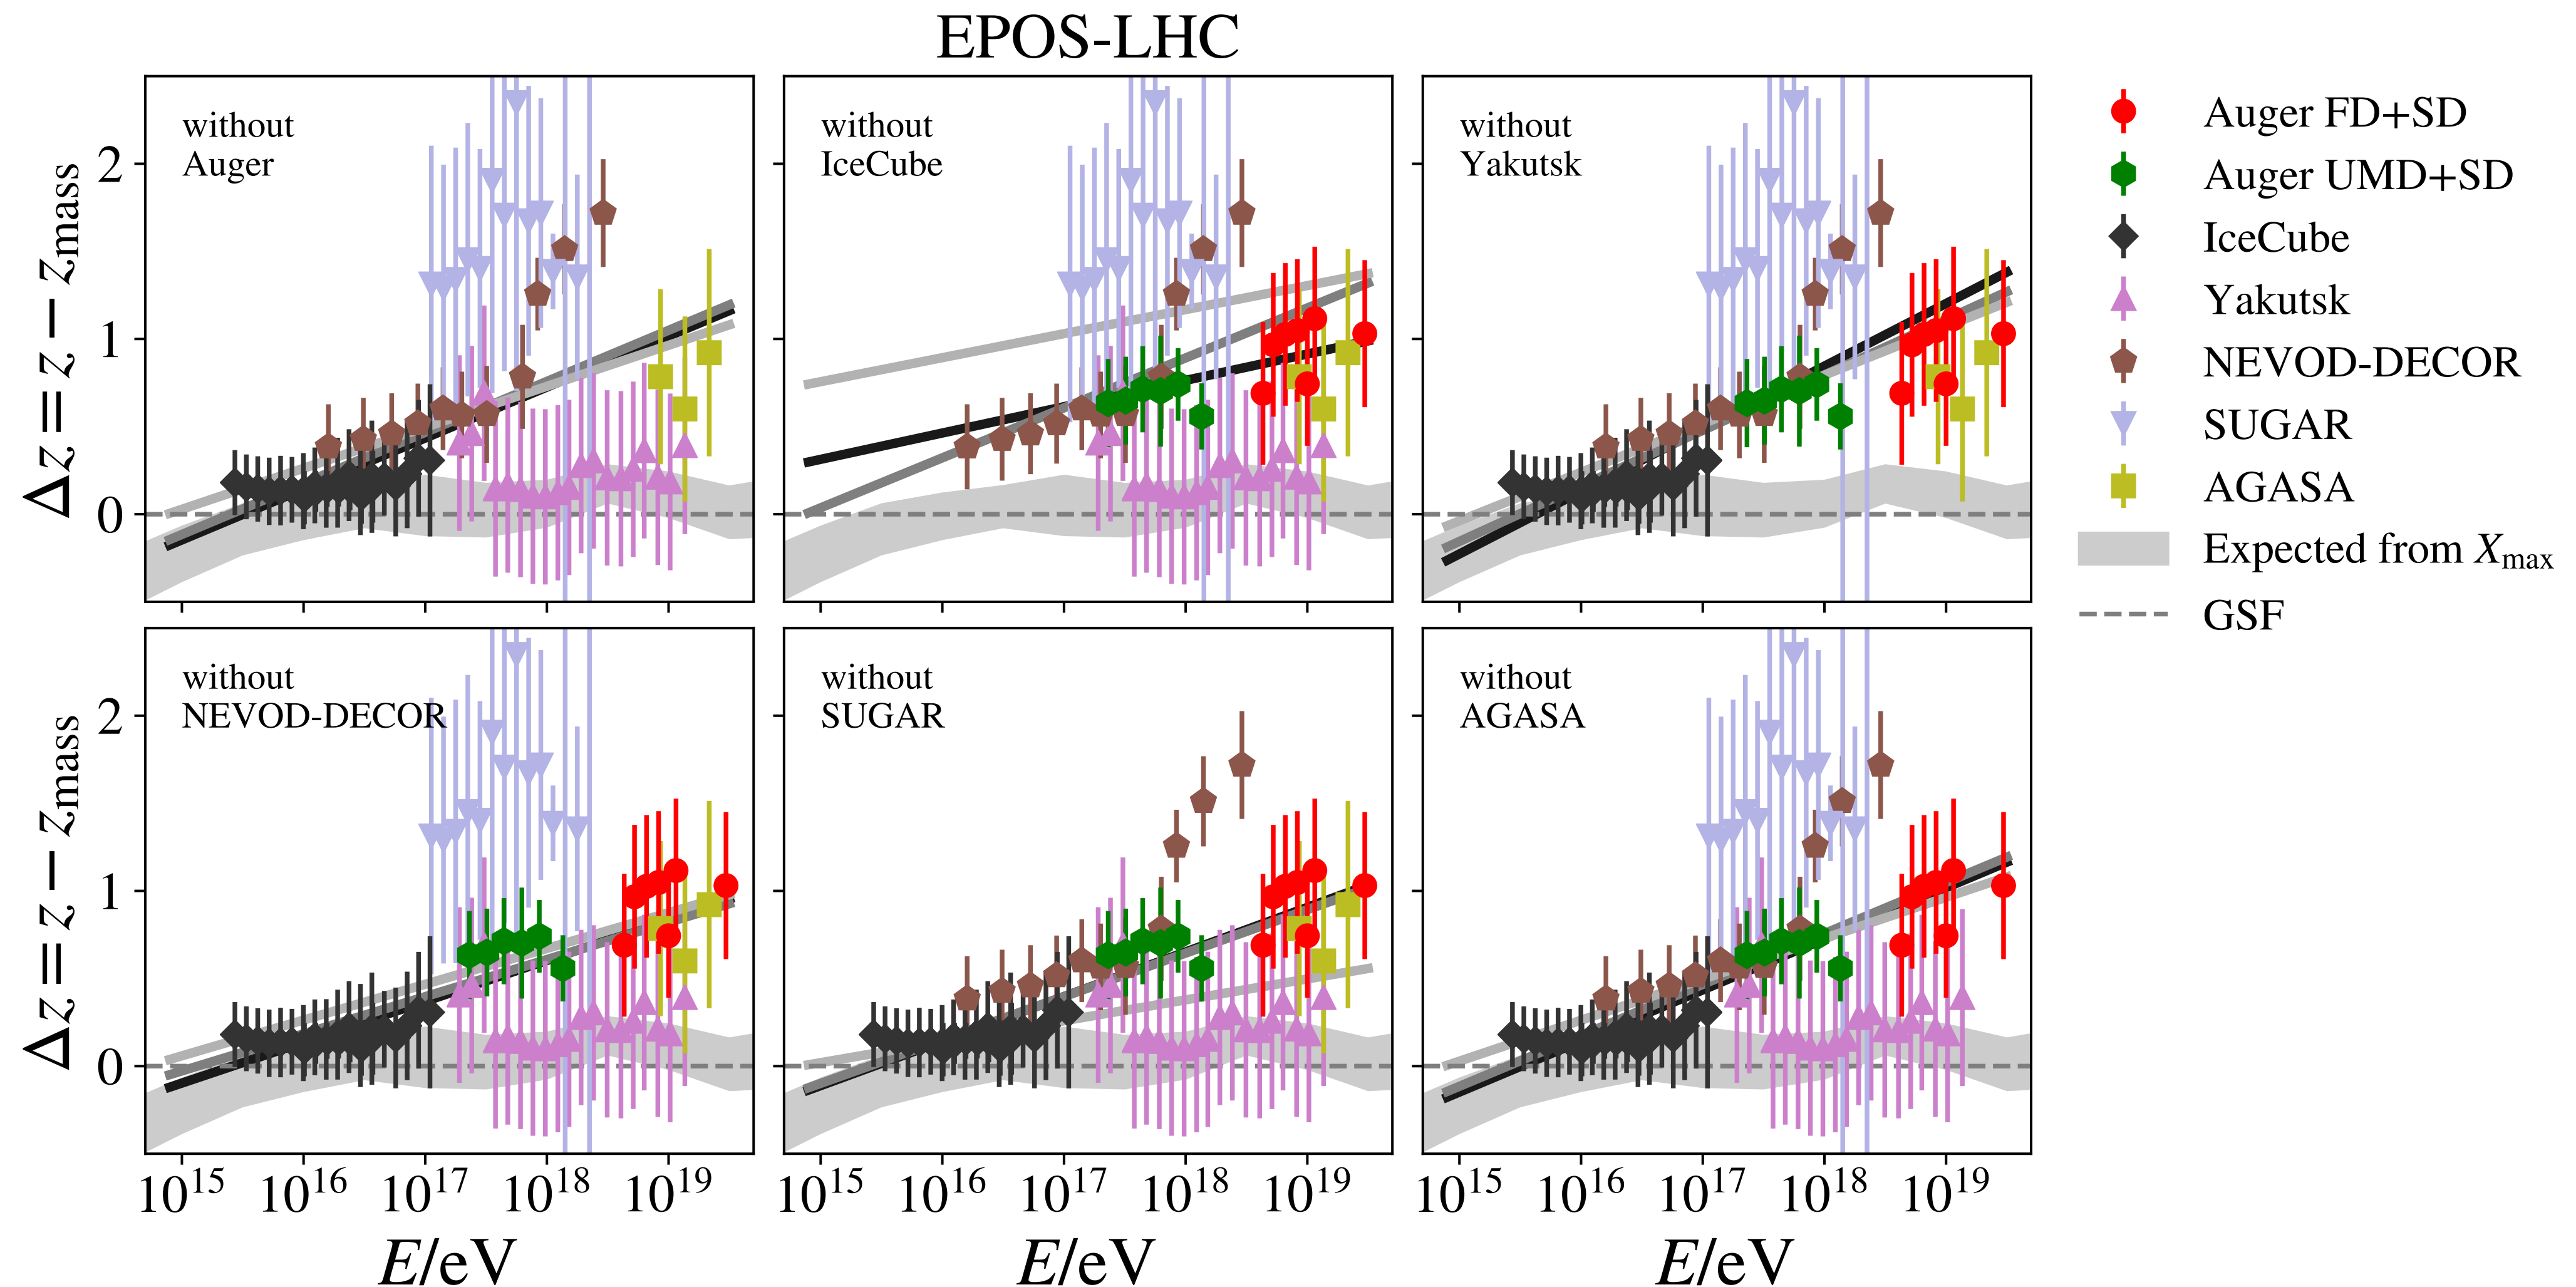 EPOS-LHC
without
Auger
without
IceCube
without
Yakutsk
2
1
0
Δz = z − z_mass
without
NEVOD-DECOR
without
SUGAR
without
AGASA
2
1
0
Δz = z − z_mass
10^15 10^16 10^17 10^18 10^19
10^15 10^16 10^17 10^18 10^19
10^15 10^16 10^17 10^18 10^19
E/eV
E/eV
E/eV
Auger FD+SD
Auger UMD+SD
IceCube
Yakutsk
NEVOD-DECOR
SUGAR
AGASA
Expected from X_max
GSF